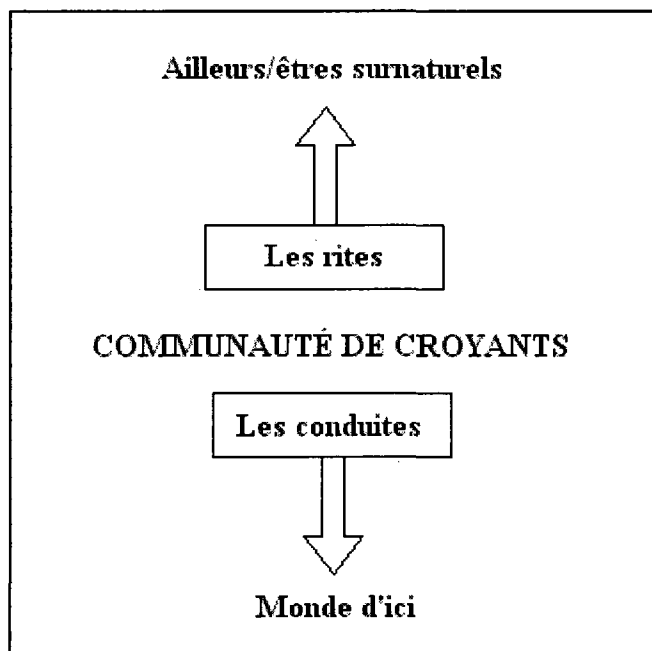 Ailleurs/êtres surnaturels
Les rites
COMMUNAUTÉ DE CROYANTS
Les conduites
Monde d'ici